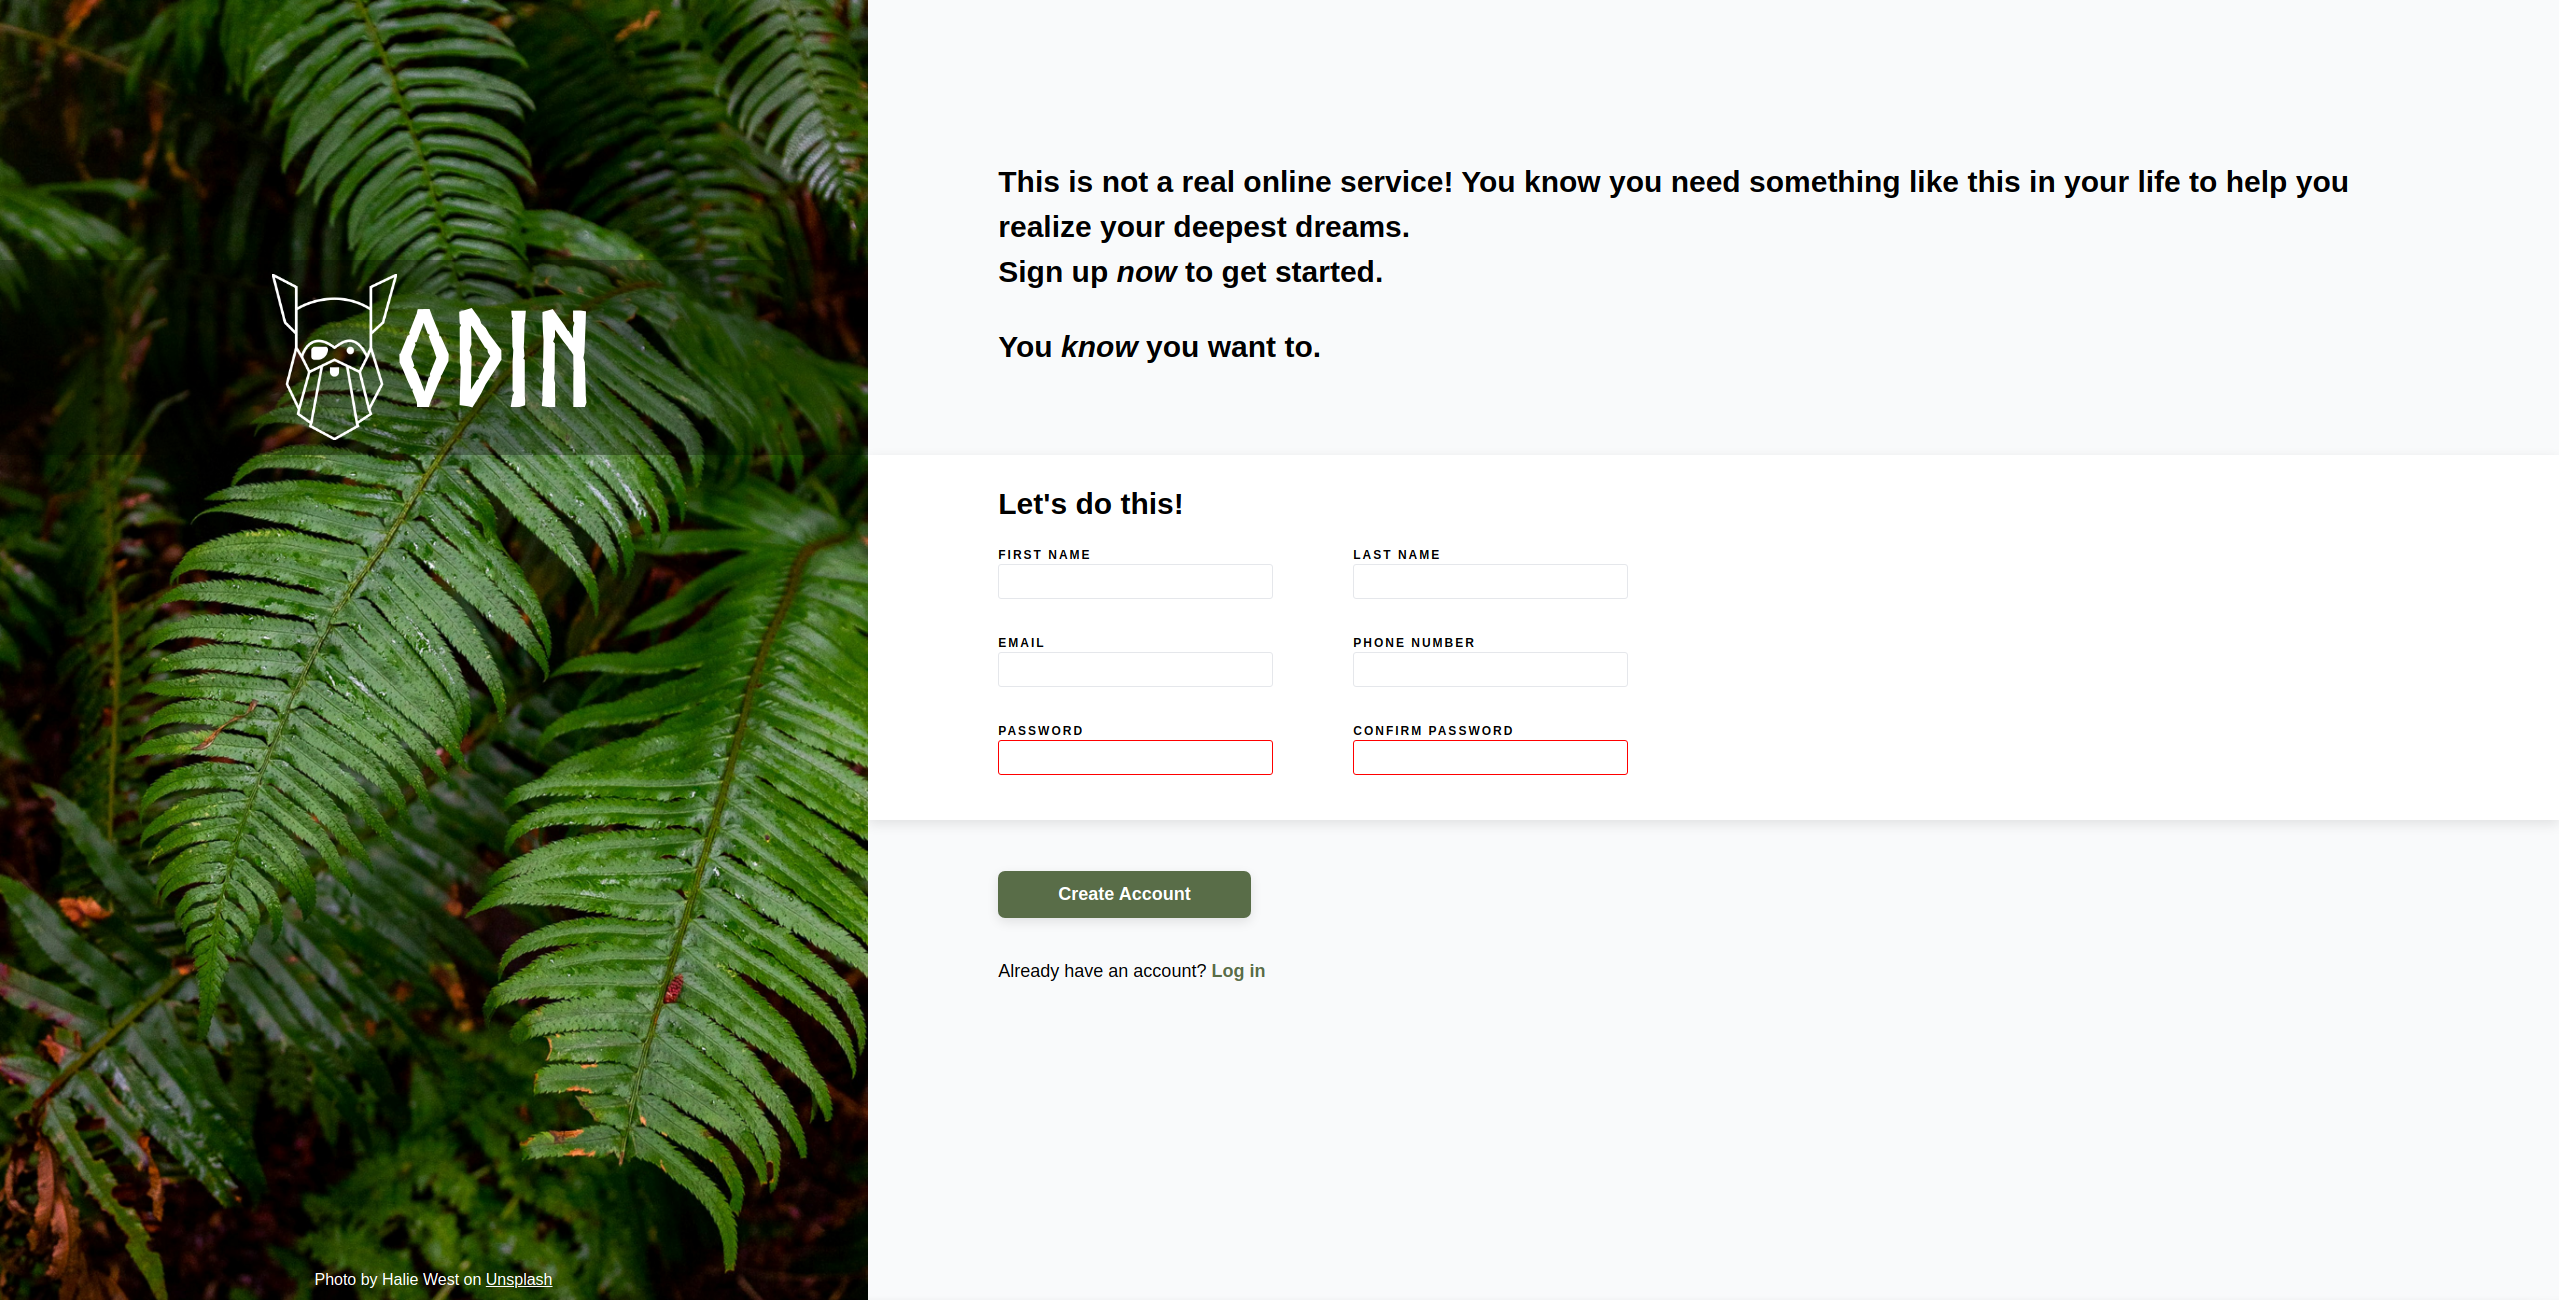 ODIN
Photo by Halie West on Unsplash
This is not a real online service! You know you need something like this in your life to help you
realize your deepest dreams.
Sign up now to get started.
You know you want to.
Let's do this!
FIRST NAME
LAST NAME
EMAIL
PHONE NUMBER
PASSWORD
CONFIRM PASSWORD
Create Account
Already have an account? Log in